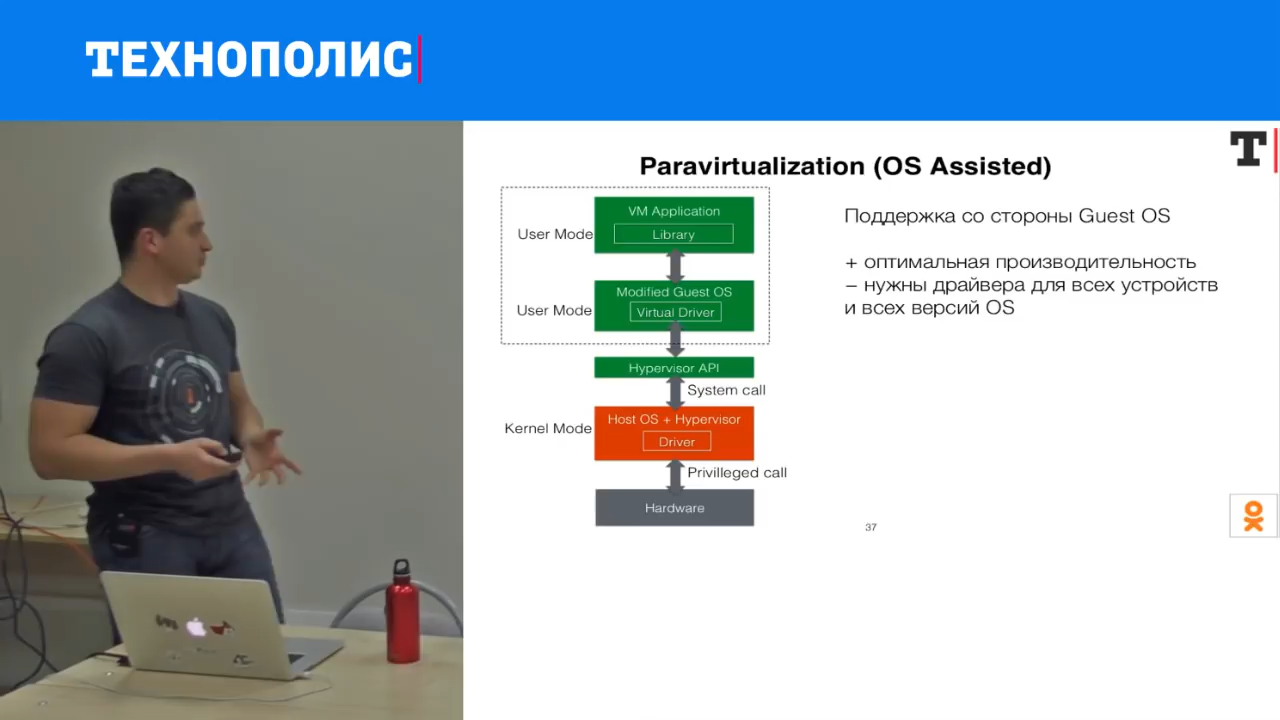 ТЕХНОПОЛИС
Т
Paravirtualization (OS Assisted)
VM Application
User Mode
Library
Modified Guest OS
User Mode
Virtual Driver
Hypervisor API
System call
Host OS + Hypervisor
Kernel Mode
Driver
Privilleged call
Hardware
Поддержка со стороны Guest OS
+ оптимальная производительность
– нужны драйвера для всех устройств
и всех версий OS
37